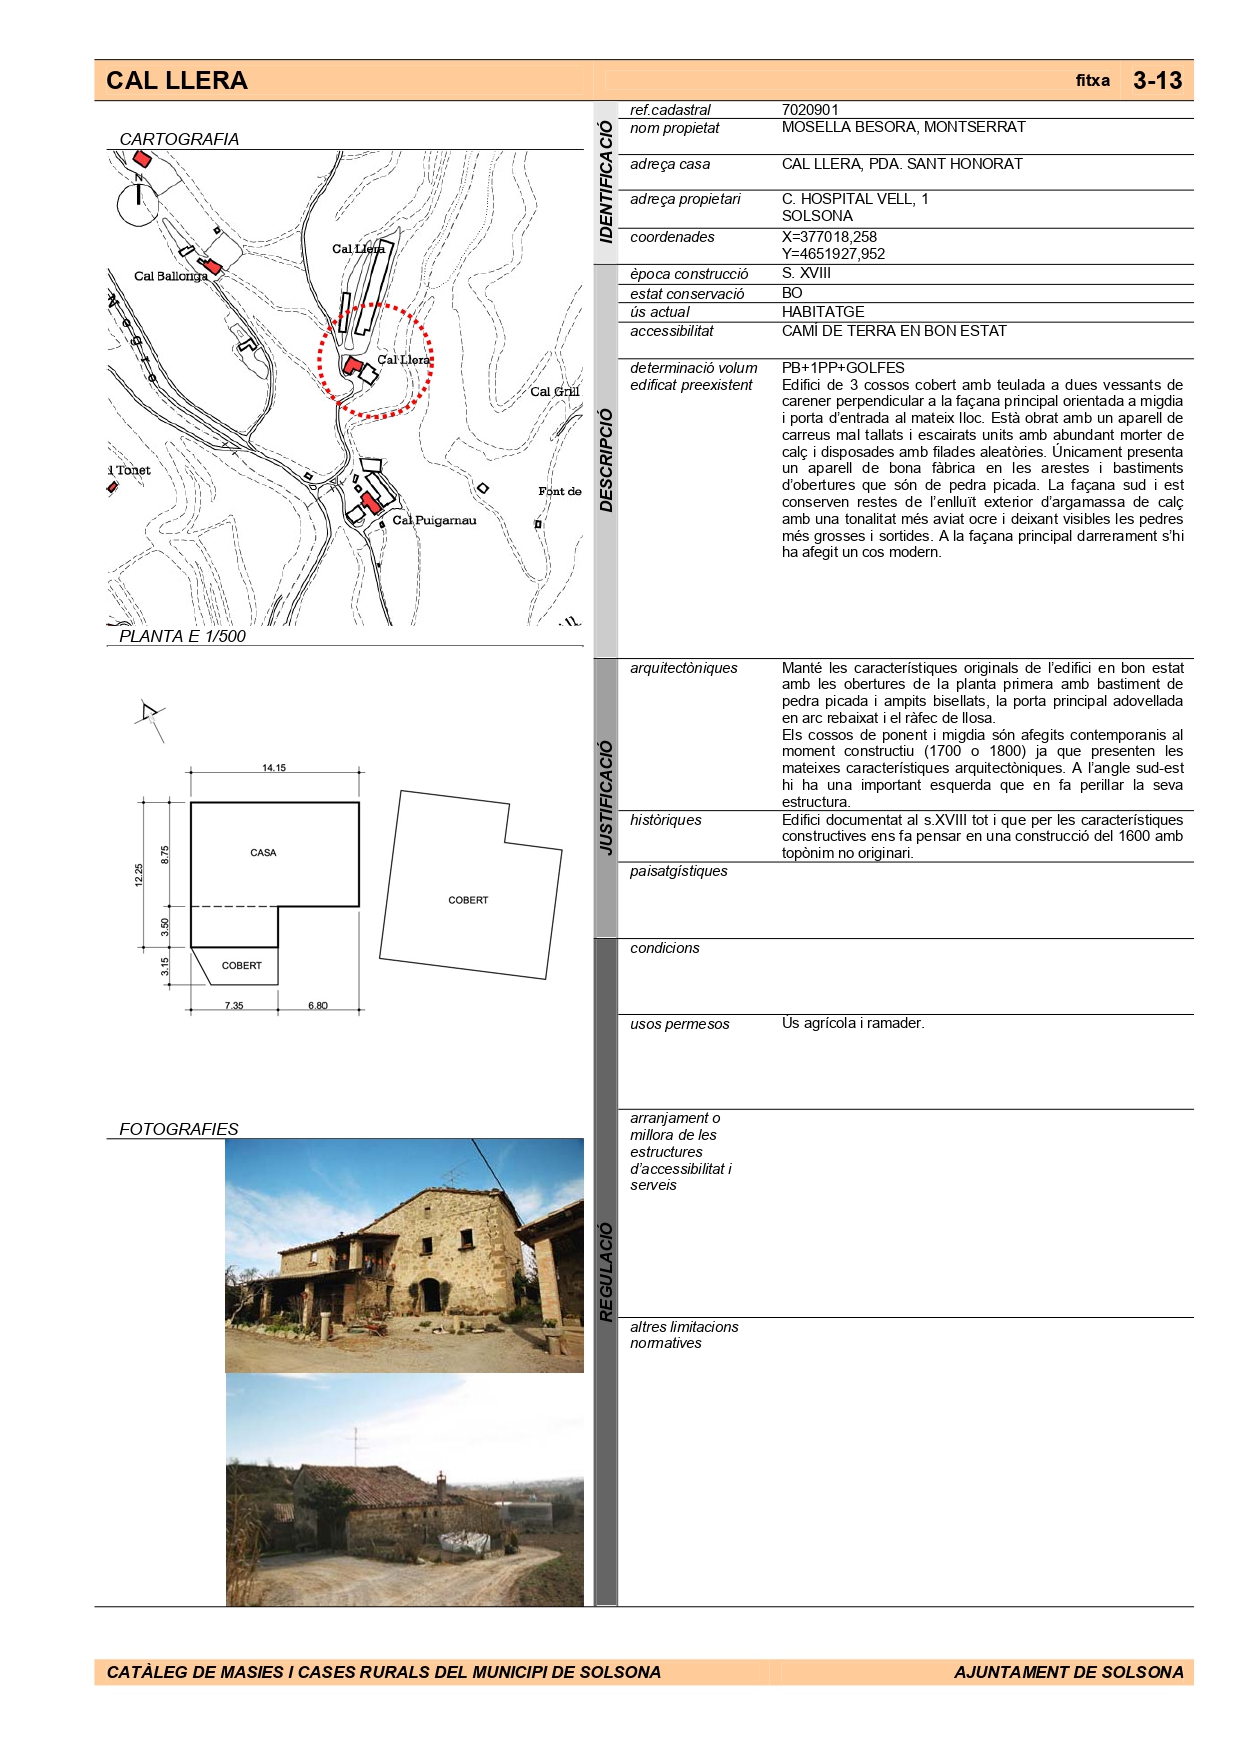 CAL LLERA
fitxa 3-13
CARTOGRAFIA
N
Cal Llera
Cal Ballonga
Negre
Cal Llera
Cal Grill
Tonet
Font de
Cal Puigarnau
PLANTA E 1/500
14.15
CASA
8.75
12.25
3.50
3.15
COBERT
COBERT
7.35
6.80
FOTOGRAFIES
IDENTIFICACIÓ
ref.cadastral 7020901
nom propietat MOSELLA BESORA, MONTSERRAT
adreça casa CAL LLERA, PDA. SANT HONORAT
adreça propietari C. HOSPITAL VELL, 1
SOLSONA
coordenades X=377018,258
Y=4651927,952
DESCRIPCIÓ
època construcció S. XVIII
estat conservació BO
ús actual HABITATGE
accessibilitat CAMÍ DE TERRA EN BON ESTAT
determinació volum PB+1PP+GOLFES
edificat preexistent Edifici de 3 cossos cobert amb teulada a dues vessants de
carener perpendicular a la façana principal orientada a migdia
i porta d’entrada al mateix lloc. Està obrat amb un aparell de
carreus mal tallats i escairats units amb abundant morter de
calç i disposades amb filades aleatòries. Únicament presenta
un aparell de bona fàbrica en les arestes i bastiments
d’obertures que són de pedra picada. La façana sud i est
conserven restes de l’enlluït exterior d’argamassa de calç
amb una tonalitat més aviat ocre i deixant visibles les pedres
més grosses i sortides. A la façana principal darrerament s’hi
ha afegit un cos modern.
JUSTIFICACIÓ
arquitectòniques Manté les característiques originals de l’edifici en bon estat
amb les obertures de la planta primera amb bastiment de
pedra picada i ampits bisellats, la porta principal adovellada
en arc rebaixat i el ràfec de llosa.
Els cossos de ponent i migdia són afegits contemporanis al
moment constructiu (1700 o 1800) ja que presenten les
mateixes característiques arquitectòniques. A l’angle sud-est
hi ha una important esquerda que en fa perillar la seva
estructura.
històriques Edifici documentat al s.XVIII tot i que per les característiques
constructives ens fa pensar en una construcció del 1600 amb
topònim no originari.
paisatgístiques
REGULACIÓ
condicions
usos permesos Ús agrícola i ramader.
arranjament o
millora de les
estructures
d’accessibilitat i
serveis
altres limitacions
normatives
CATÀLEG DE MASIES I CASES RURALS DEL MUNICIPI DE SOLSONA
AJUNTAMENT DE SOLSONA